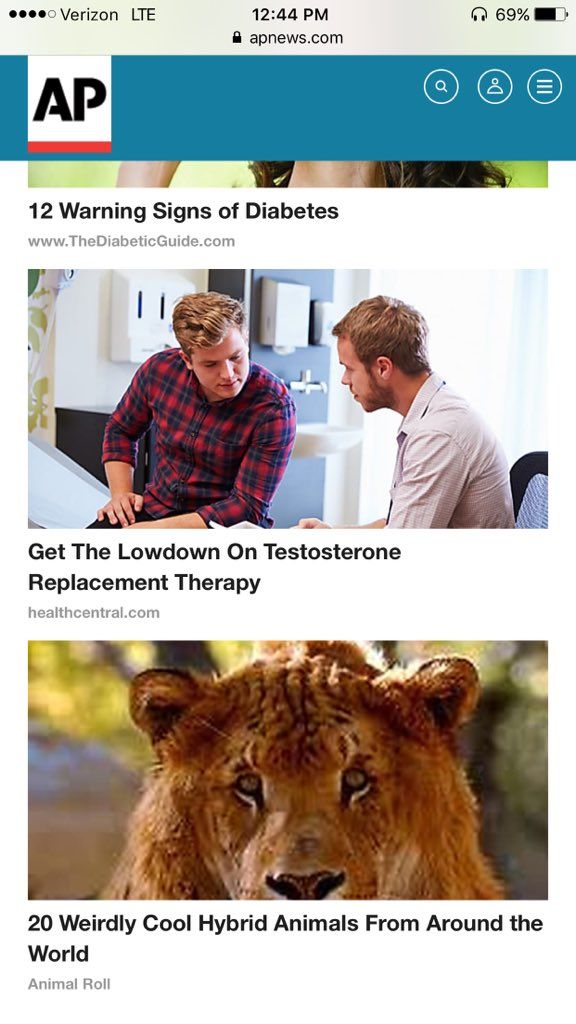 Verizon LTE 12:44 PM 69%
apnews.com
AP
12 Warning Signs of Diabetes
www.TheDiabeticGuide.com
Get The Lowdown On Testosterone
Replacement Therapy
healthcentral.com
20 Weirdly Cool Hybrid Animals From Around the
World
Animal Roll